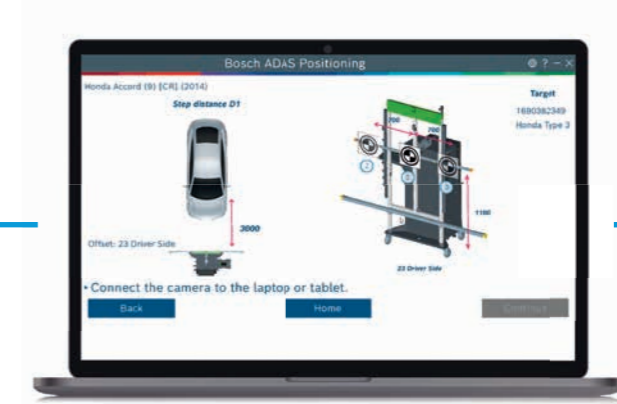 Bosch ADAS Positioning
Honda Accord (9) [CR] (2014)
Step distance D1
Target
1690382349
Honda Type 3
700
700
3000
1100
Offset: 23 Driver Side
23 Driver Side
• Connect the camera to the laptop or tablet.
Back
Home
Continue